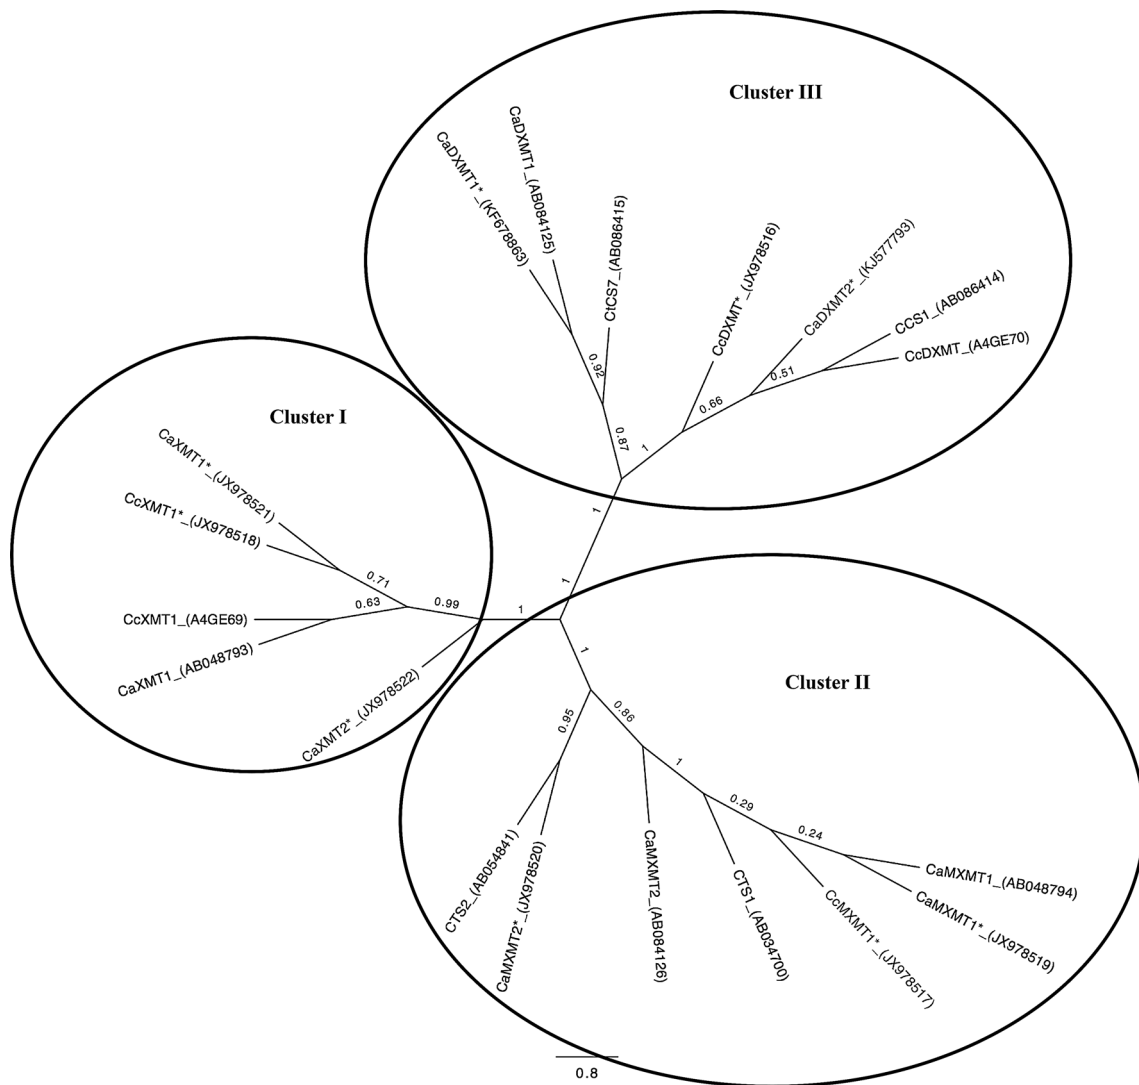 Cluster III
CaDXMT1_(AB084125)
CaDXMT1*_(KF678863)
CtCS7_(AB086415)
CcDXMT*_(JX978516)
CaDXMT2*_(KJ577793)
CCS1_(AB086414)
CcDXMT_(A4GE70)
0.92
0.51
0.66
0.87
1
1
Cluster I
CaXMT1*_(JX978521)
CcXMT1*_(JX978518)
0.71
1
0.63
0.99
1
CcXMT1_(A4GE69)
CaXMT1_(AB048793)
CaXMT2*_(JX978522)
1
Cluster II
0.95
0.86
1
0.29
0.24
CTS2_(AB054841)
CaMXMT2*_(JX978520)
CaMXMT2_(AB084126)
CTS1_(AB034700)
CcMXMT1*_(JX978517)
CaMXMT1_(AB048794)
CaMXMT1*_(JX978519)
0.8